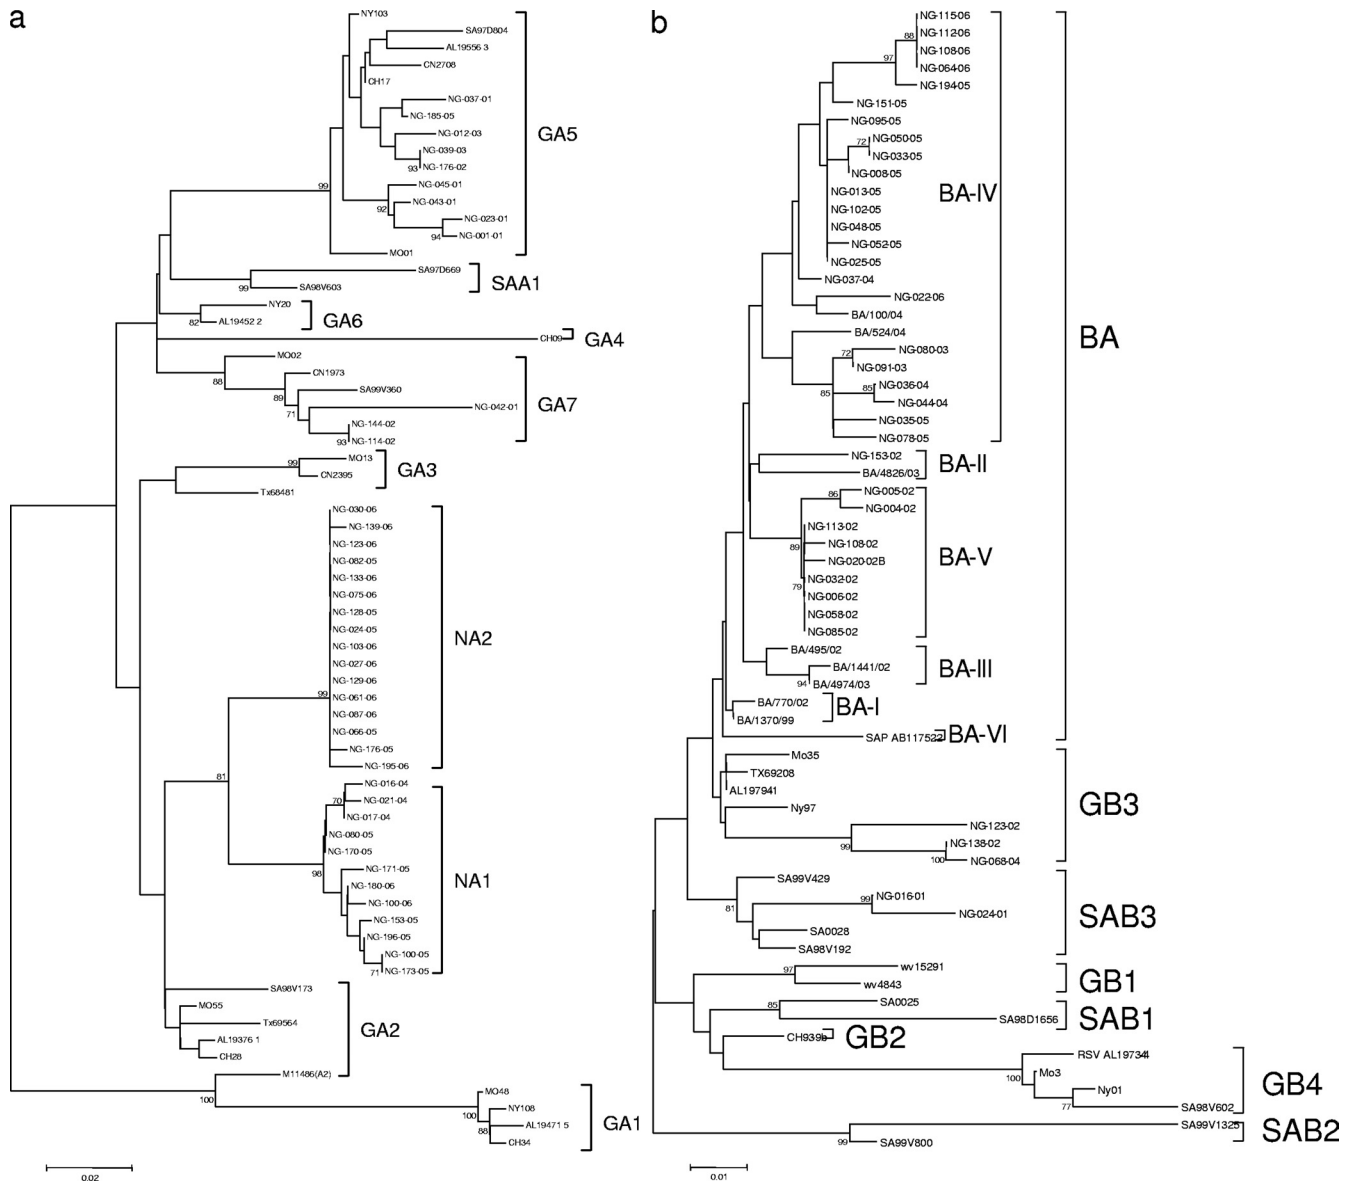 a
NY103
SA97D804
AL19556 3
CN2708
CH17
NG-037-01
NG-185-05
NG-012-03
NG-039-03
93
NG-176-02
NG-045-01
92
NG-043-01
NG-023-01
94
NG-001-01
99
MO01
GA5
SA97D669
99
SA98V603
SAA1
NY20
82
AL19452 2
GA6
CH09
GA4
MO02
88
CN1973
89
SA99V360
71
NG-042-01
NG-144-02
93
NG-114-02
GA7
99
MO13
CN2395
Tx68481
GA3
NG-030-06
NG-139-06
NG-123-06
NG-082-05
NG-133-06
NG-075-06
NG-128-05
NG-024-05
NG-103-06
NG-027-06
NG-129-06
99
NG-061-06
NG-087-06
NG-066-05
NG-176-05
NG-195-06
NA2
81
NG-016-04
70
NG-021-04
NG-017-04
NG-080-05
NG-170-05
98
NG-171-05
NG-180-06
NG-100-06
NG-153-05
NG-196-05
NG-100-05
71
NG-173-05
NA1
SA98V173
MO55
Tx69564
AL19376 1
CH28
GA2
M11486(A2)
100
MO48
100
NY108
88
AL19471 5
CH34
GA1
0.02
b
NG-115-06
88
NG-112-06
97
NG-108-06
NG-064-06
NG-194-05
NG-151-05
NG-095-05
72
NG-050-05
NG-033-05
NG-008-05
NG-013-05
NG-102-05
NG-048-05
NG-052-05
NG-025-05
NG-037-04
NG-022-06
BA/100/04
BA/524/04
72
NG-080-03
NG-091-03
85
85
NG-036-04
NG-044-04
NG-035-05
NG-078-05
BA-IV
BA
NG-153-02
BA/4826/03
BA-II
86
NG-005-02
NG-004-02
NG-113-02
89
NG-108-02
NG-020-02B
79
NG-032-02
NG-006-02
NG-058-02
NG-085-02
BA-V
BA/495/02
BA/1441/02
94
BA/4974/03
BA-III
BA/770/02
BA/1370/99
BA-I
SAP AB117522
BA-VI
Mo35
TX69208
AL197941
Ny97
NG-123-02
99
NG-138-02
100
NG-068-04
GB3
SA99V429
81
99
NG-016-01
NG-024-01
SA0028
SA98V192
SAB3
97
wv15291
wv4843
GB1
85
SA0025
SA98D1656
SAB1
CH939b
GB2
RSV AL19734
100
Mo3
Ny01
77
SA98V602
GB4
SA99V1325
99
SA99V800
SAB2
0.01